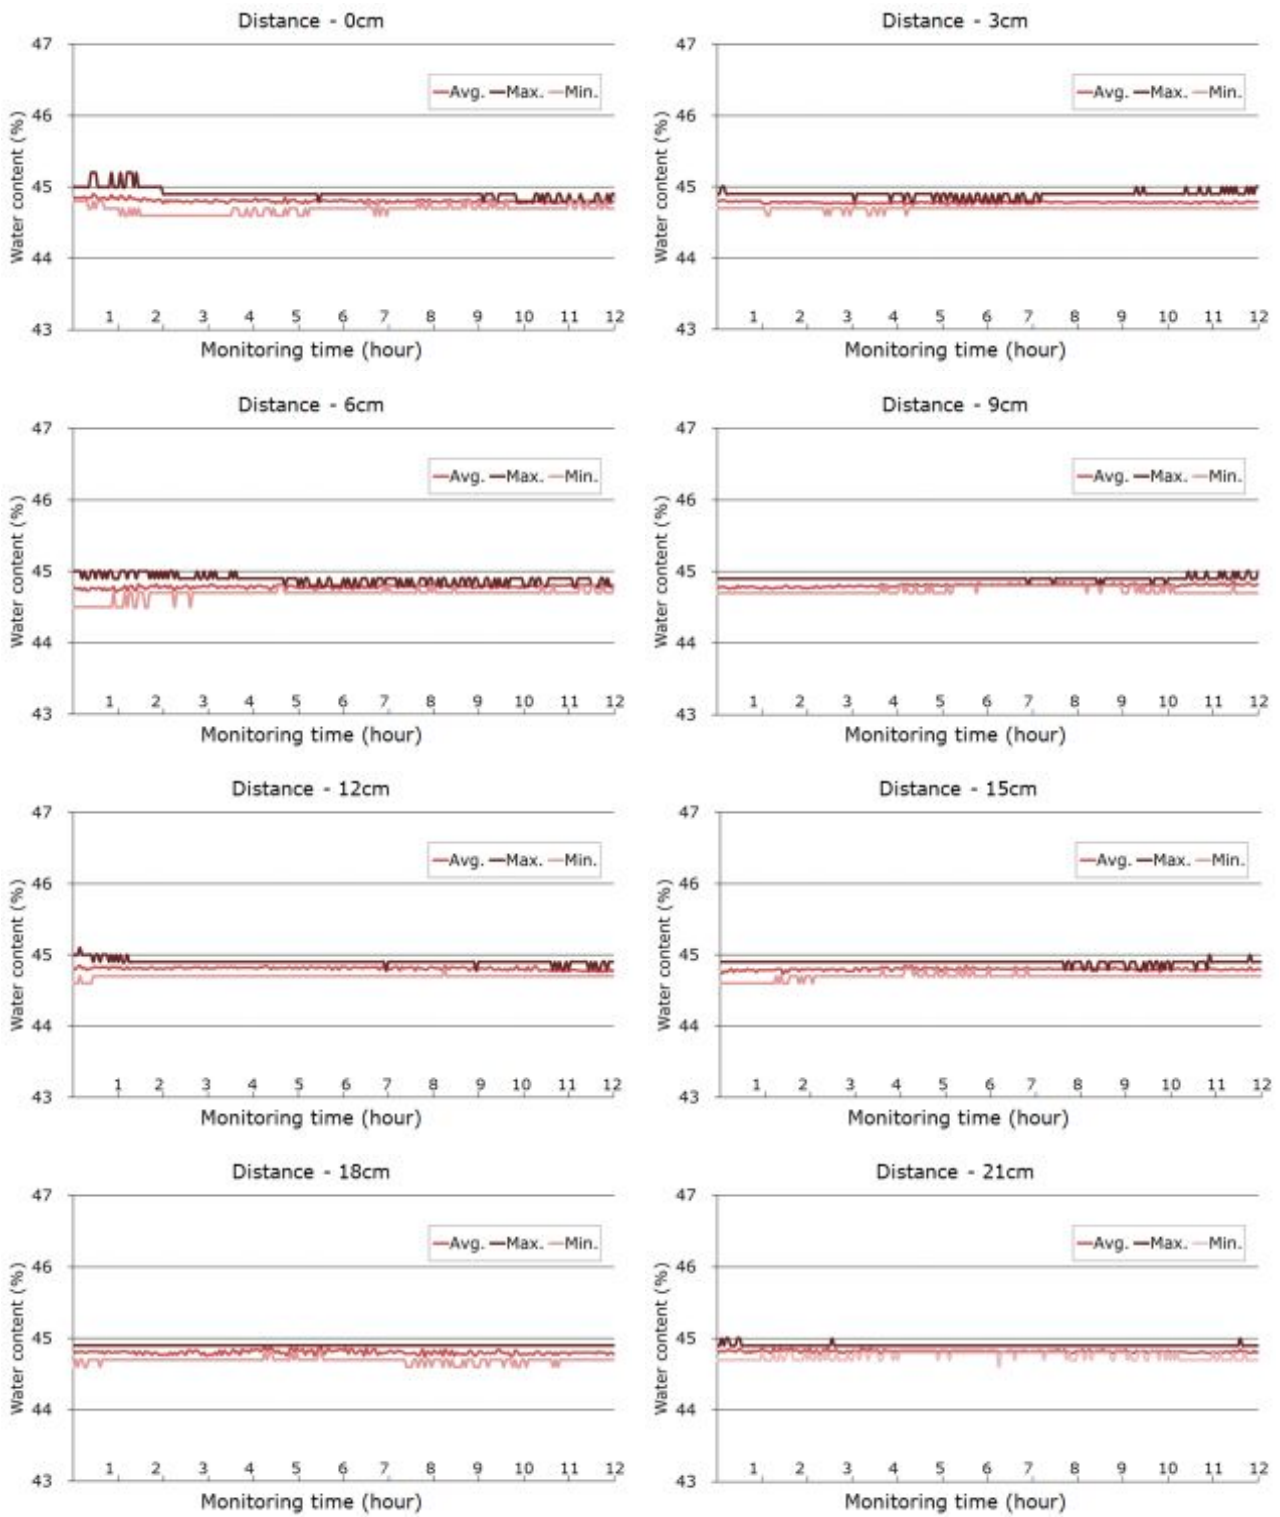 Distance - 0cm
Water content (%)
47
46
45
44
43
Avg. Max. Min.
1 2 3 4 5 6 7 8 9 10 11 12
Monitoring time (hour)
Distance - 3cm
Water content (%)
47
46
45
44
43
Avg. Max. Min.
1 2 3 4 5 6 7 8 9 10 11 12
Monitoring time (hour)
Distance - 6cm
Water content (%)
47
46
45
44
43
Avg. Max. Min.
1 2 3 4 5 6 7 8 9 10 11 12
Monitoring time (hour)
Distance - 9cm
Water content (%)
47
46
45
44
43
Avg. Max. Min.
1 2 3 4 5 6 7 8 9 10 11 12
Monitoring time (hour)
Distance - 12cm
Water content (%)
47
46
45
44
43
Avg. Max. Min.
1 2 3 4 5 6 7 8 9 10 11 12
Monitoring time (hour)
Distance - 15cm
Water content (%)
47
46
45
44
43
Avg. Max. Min.
1 2 3 4 5 6 7 8 9 10 11 12
Monitoring time (hour)
Distance - 18cm
Water content (%)
47
46
45
44
43
Avg. Max. Min.
1 2 3 4 5 6 7 8 9 10 11 12
Monitoring time (hour)
Distance - 21cm
Water content (%)
47
46
45
44
43
Avg. Max. Min.
1 2 3 4 5 6 7 8 9 10 11 12
Monitoring time (hour)